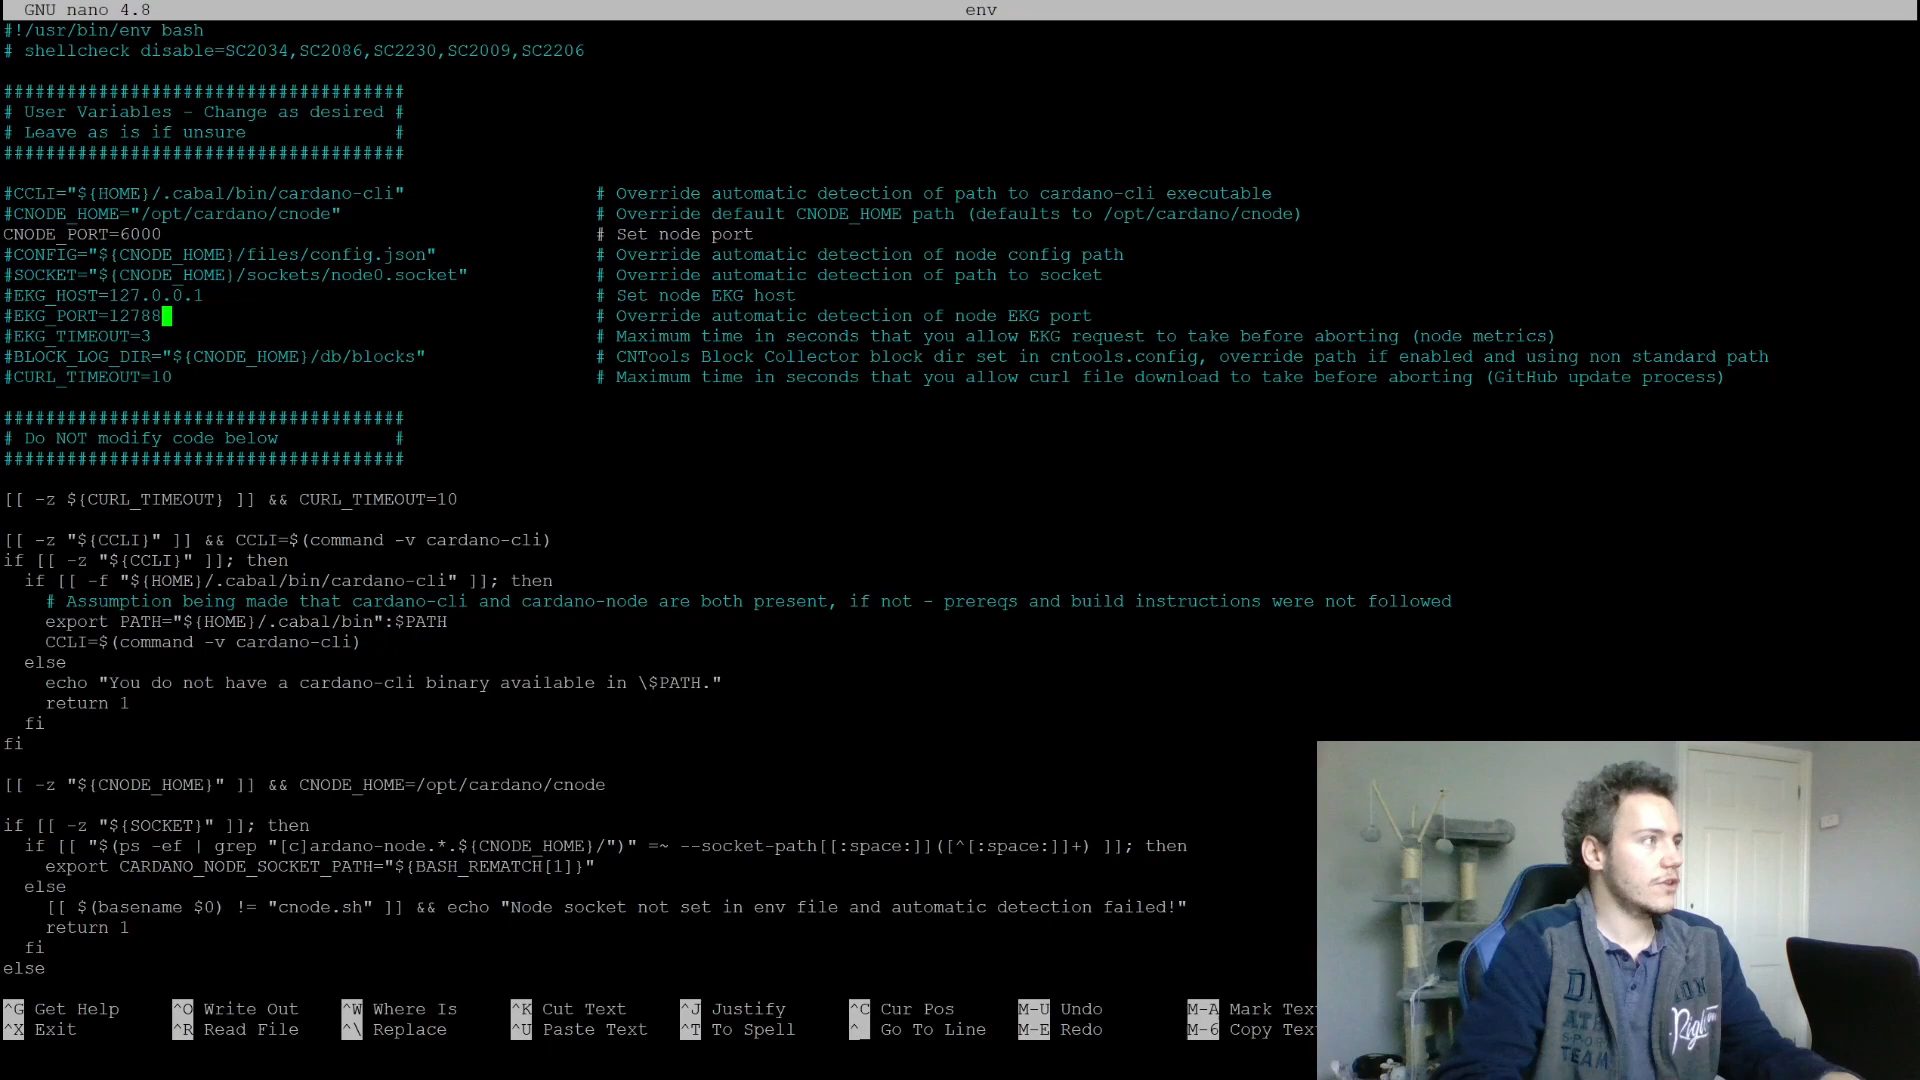 GNU nano 4.8 env
#!/usr/bin/env bash
# shellcheck disable=SC2034,SC2086,SC2230,SC2009,SC2206
######################################
# User Variables - Change as desired #
# Leave as is if unsure #
######################################
#CCLI="${HOME}/.cabal/bin/cardano-cli" # Override automatic detection of path to cardano-cli executable
#CNODE_HOME="/opt/cardano/cnode" # Override default CNODE_HOME path (defaults to /opt/cardano/cnode)
CNODE_PORT=6000 # Set node port
#CONFIG="${CNODE_HOME}/files/config.json" # Override automatic detection of node config path
#SOCKET="${CNODE_HOME}/sockets/node0.socket" # Override automatic detection of path to socket
#EKG_HOST=127.0.0.1 # Set node EKG host
#EKG_PORT=12788 # Override automatic detection of node EKG port
#EKG_TIMEOUT=3 # Maximum time in seconds that you allow EKG request to take before aborting (node metrics)
#BLOCK_LOG_DIR="${CNODE_HOME}/db/blocks" # CNTools Block Collector block dir set in cntools.config, override path if enabled and using non standard path
#CURL_TIMEOUT=10 # Maximum time in seconds that you allow curl file download to take before aborting (GitHub update process)
######################################
# Do NOT modify code below #
######################################
[[ -z ${CURL_TIMEOUT} ]] && CURL_TIMEOUT=10
[[ -z "${CCLI}" ]] && CCLI=$(command -v cardano-cli)
if [[ -z "${CCLI}" ]]; then
if [[ -f "${HOME}/.cabal/bin/cardano-cli" ]]; then
# Assumption being made that cardano-cli and cardano-node are both present, if not - prereqs and build instructions were not followed
export PATH="${HOME}/.cabal/bin":$PATH
CCLI=$(command -v cardano-cli)
else
echo "You do not have a cardano-cli binary available in \$PATH."
return 1
fi
fi
[[ -z "${CNODE_HOME}" ]] && CNODE_HOME=/opt/cardano/cnode
if [[ -z "${SOCKET}" ]]; then
if [[ "$(ps -ef | grep "[c]ardano-node.*.${CNODE_HOME}/")" =~ --socket-path[[:space:]]([^[:space:]]+) ]]; then
export CARDANO_NODE_SOCKET_PATH="${BASH_REMATCH[1]}"
else
[[ $(basename $0) != "cnode.sh" ]] && echo "Node socket not set in env file and automatic detection failed!"
return 1
fi
else
^G Get Help ^O Write Out ^W Where Is ^K Cut Text ^J Justify ^C Cur Pos M-U Undo M-A Mark Tex
^X Exit ^R Read File ^\ Replace ^U Paste Text ^T To Spell ^_ Go To Line M-E Redo M-6 Copy Tex
TEAM